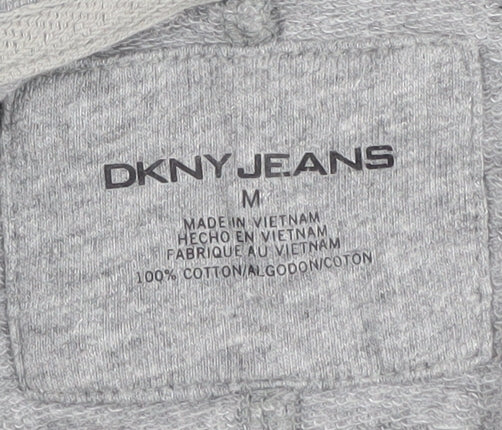 DKNY JEANS
M
MADE IN VIETNAM
HECHO EN VIETNAM
FABRIQUE AU VIETNAM
100% COTTON/ALGODON/COTON